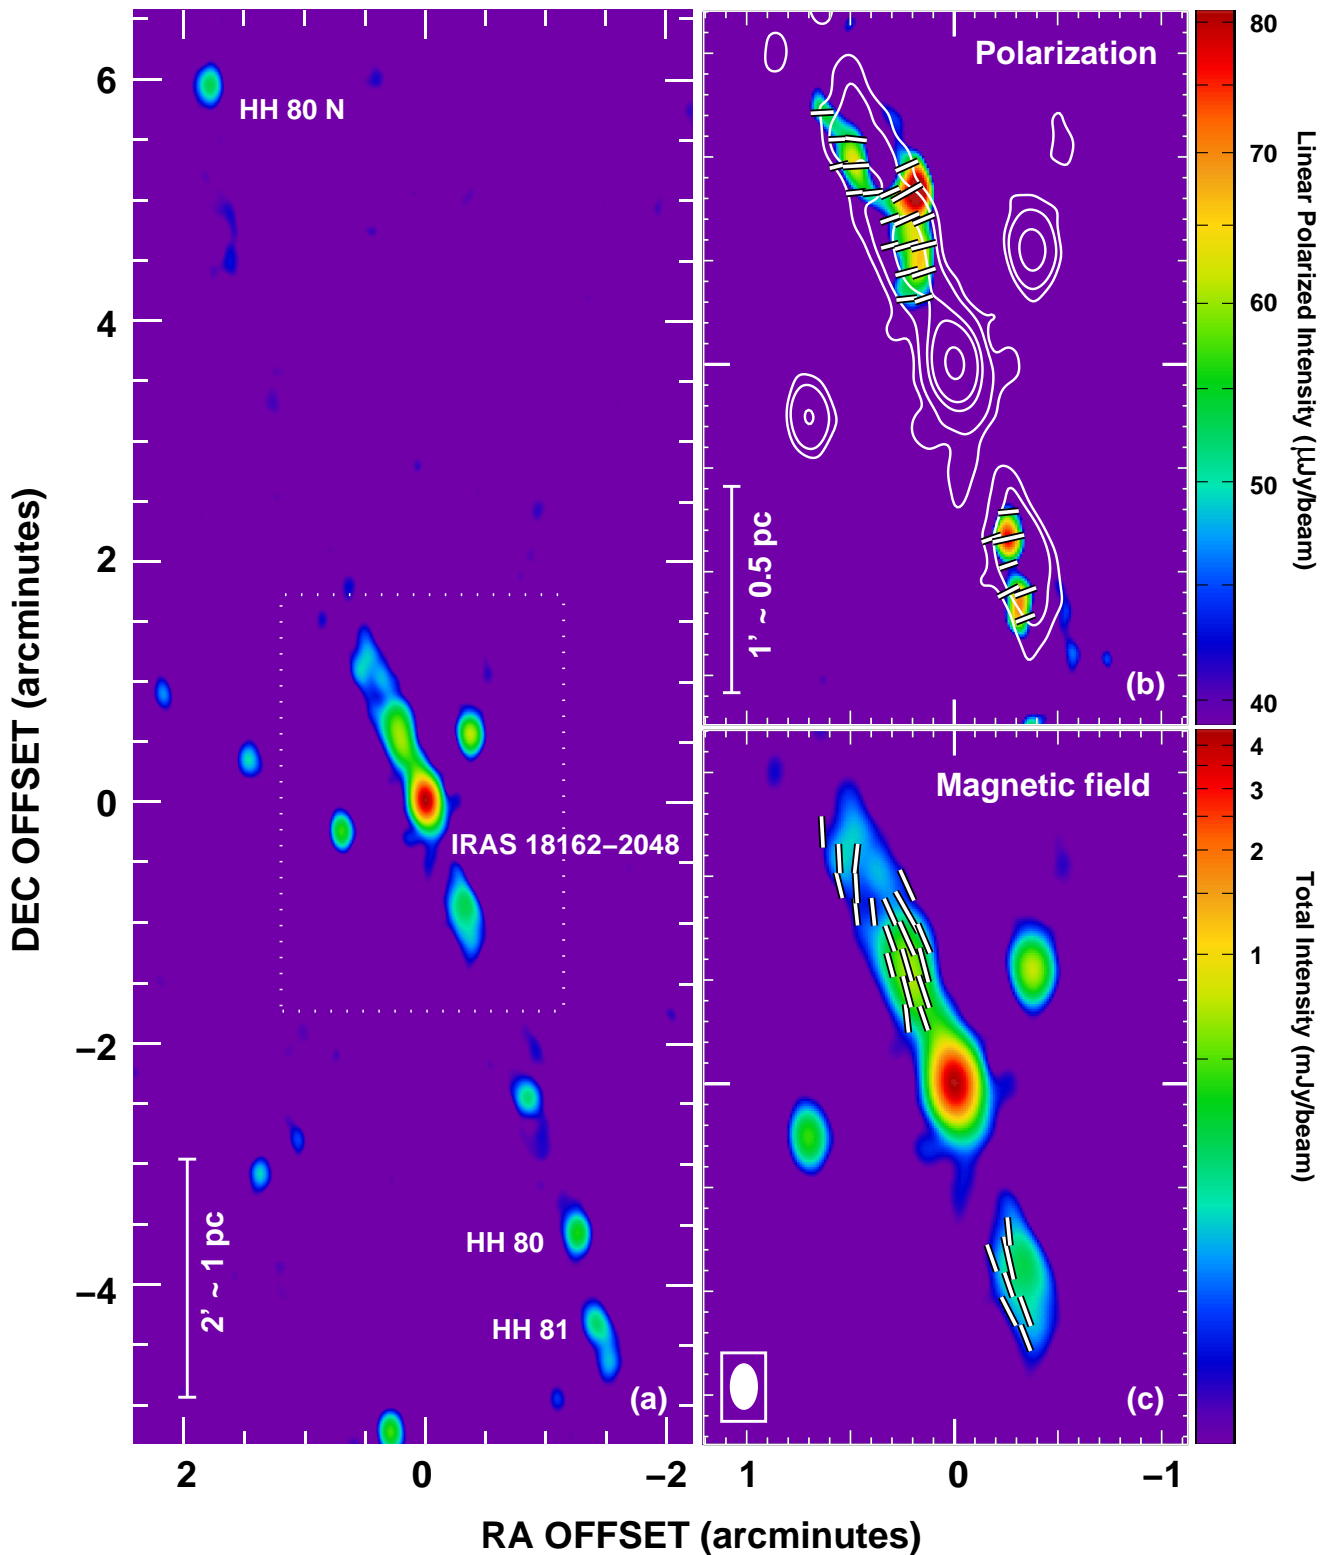 6
4
2
0
−2
−4
DEC OFFSET (arcminutes)
HH 80 N
IRAS 18162−2048
HH 80
HH 81
2’ ~ 1 pc
(a)
2
0
−2
Polarization
1’ ~ 0.5 pc
(b)
80
70
60
50
40
Linear Polarized Intensity (μJy/beam)
Magnetic field
(c)
4
3
2
1
Total Intensity (mJy/beam)
1
0
−1
RA OFFSET (arcminutes)